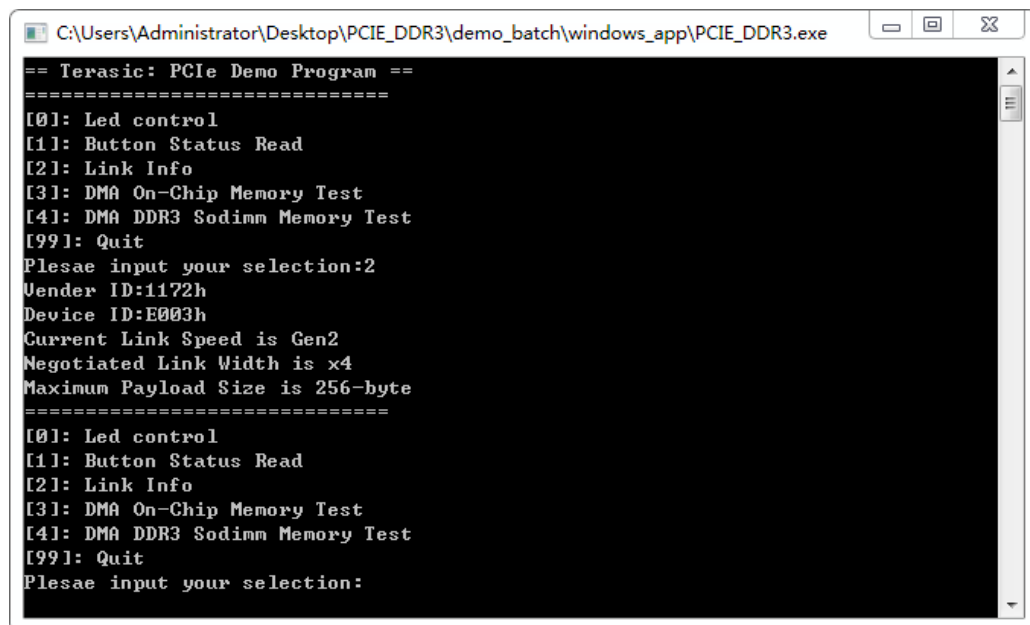 C:\Users\Administrator\Desktop\PCIE_DDR3\demo_batch\windows_app\PCIE_DDR3.exe
== Terasic: PCIe Demo Program ==
==============================
[0]: Led control
[1]: Button Status Read
[2]: Link Info
[3]: DMA On-Chip Memory Test
[4]: DMA DDR3 Sodimm Memory Test
[99]: Quit
Plesae input your selection:2
Vender ID:1172h
Device ID:E003h
Current Link Speed is Gen2
Negotiated Link Width is x4
Maximum Payload Size is 256-byte
==============================
[0]: Led control
[1]: Button Status Read
[2]: Link Info
[3]: DMA On-Chip Memory Test
[4]: DMA DDR3 Sodimm Memory Test
[99]: Quit
Plesae input your selection: